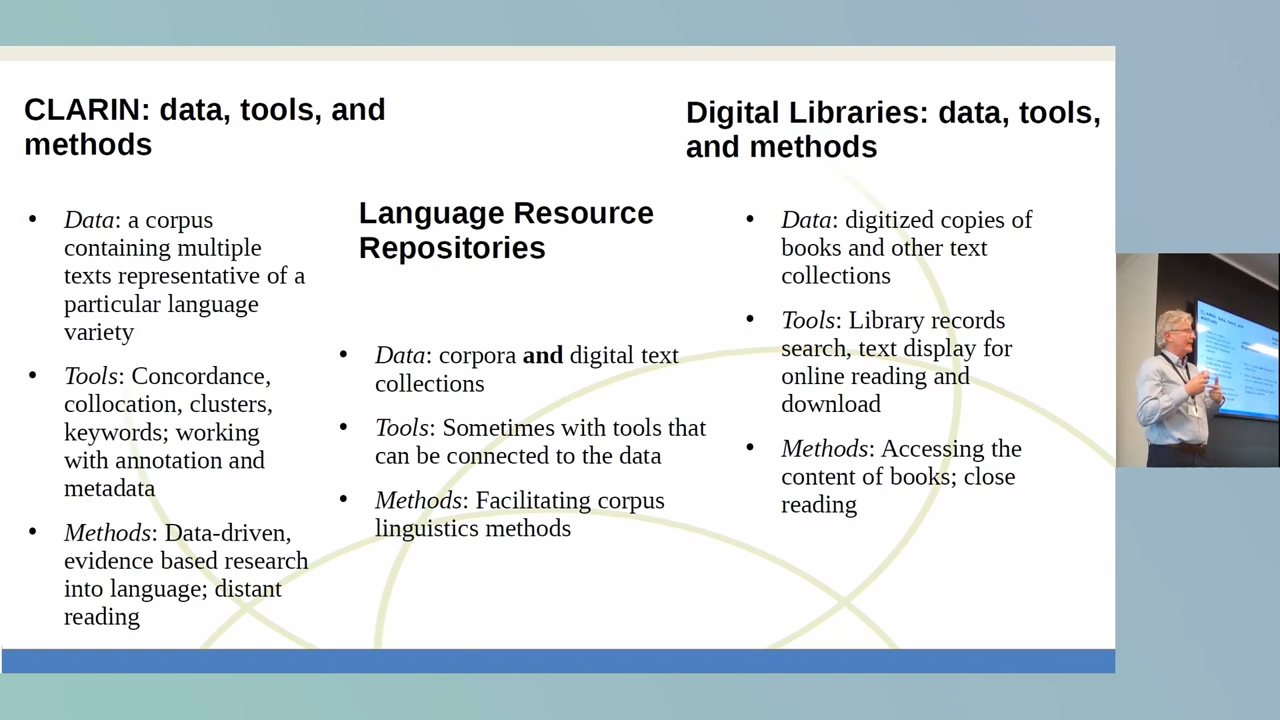 CLARIN: data, tools, and
methods
• Data: a corpus
containing multiple
texts representative of a
particular language
variety
• Tools: Concordance,
collocation, clusters,
keywords; working
with annotation and
metadata
• Methods: Data-driven,
evidence based research
into language; distant
reading
Language Resource
Repositories
• Data: corpora and digital text
collections
• Tools: Sometimes with tools that
can be connected to the data
• Methods: Facilitating corpus
linguistics methods
Digital Libraries: data, tools,
and methods
• Data: digitized copies of
books and other text
collections
• Tools: Library records
search, text display for
online reading and
download
• Methods: Accessing the
content of books; close
reading